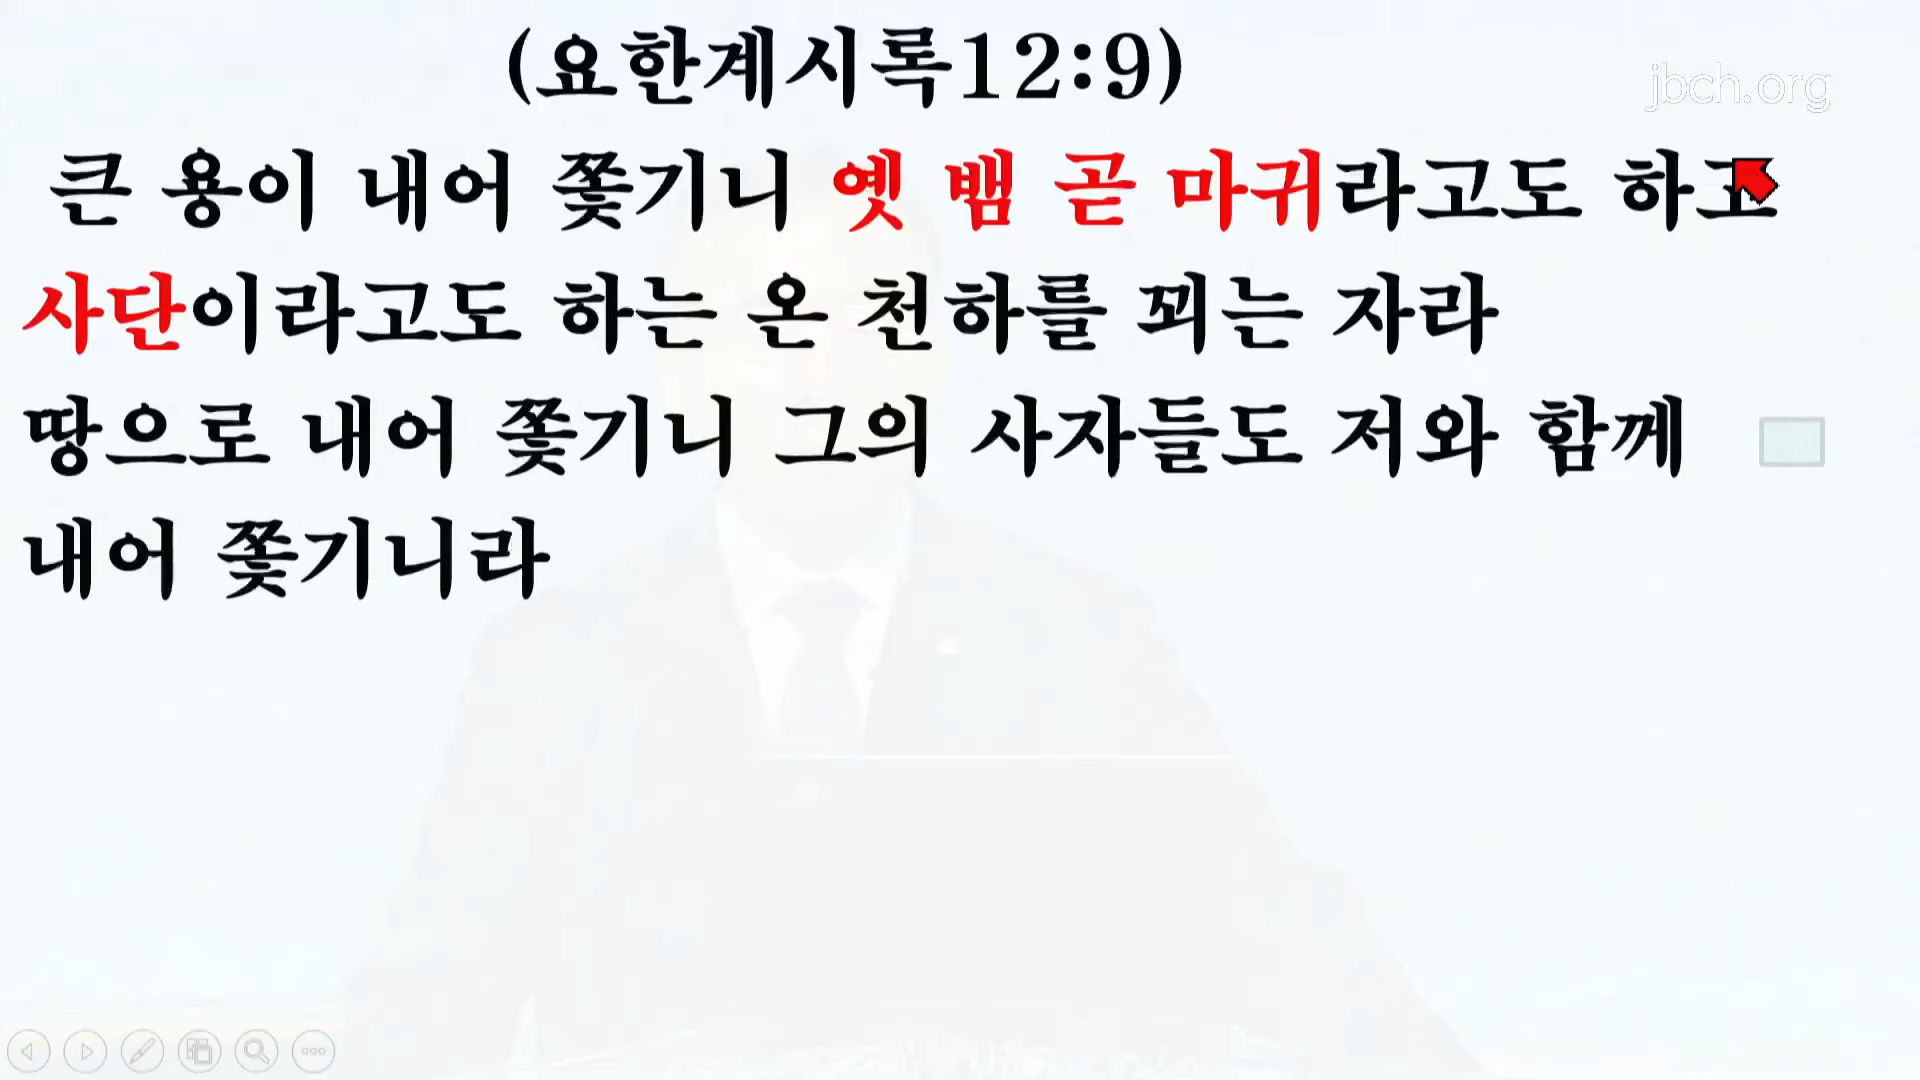 (요한계시록12:9)
jbch.org
큰 용이 내어 쫓기니 옛 뱀 곧 마귀라고도 하고
사단이라고도 하는 온 천하를 꾀는 자라
땅으로 내어 쫓기니 그의 사자들도 저와 함께
내어 쫓기니라